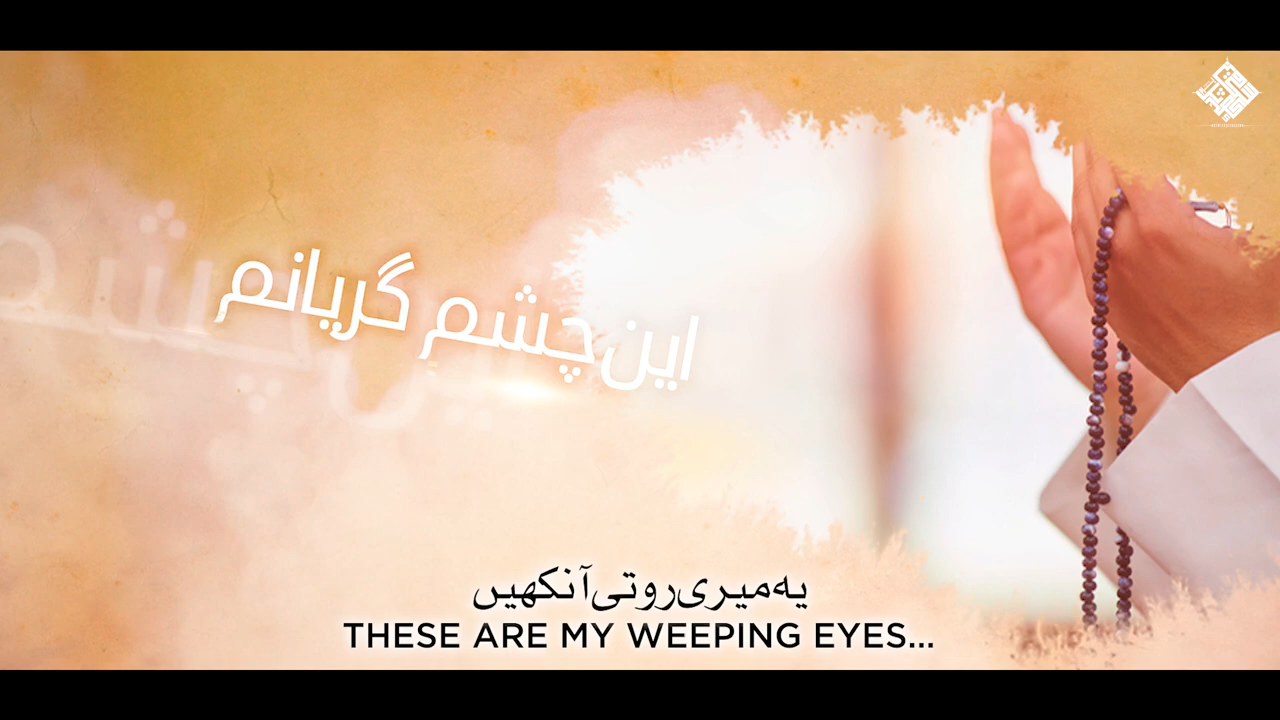 این چشم گریانم
یہ میری روتی آنکھیں
THESE ARE MY WEEPING EYES...